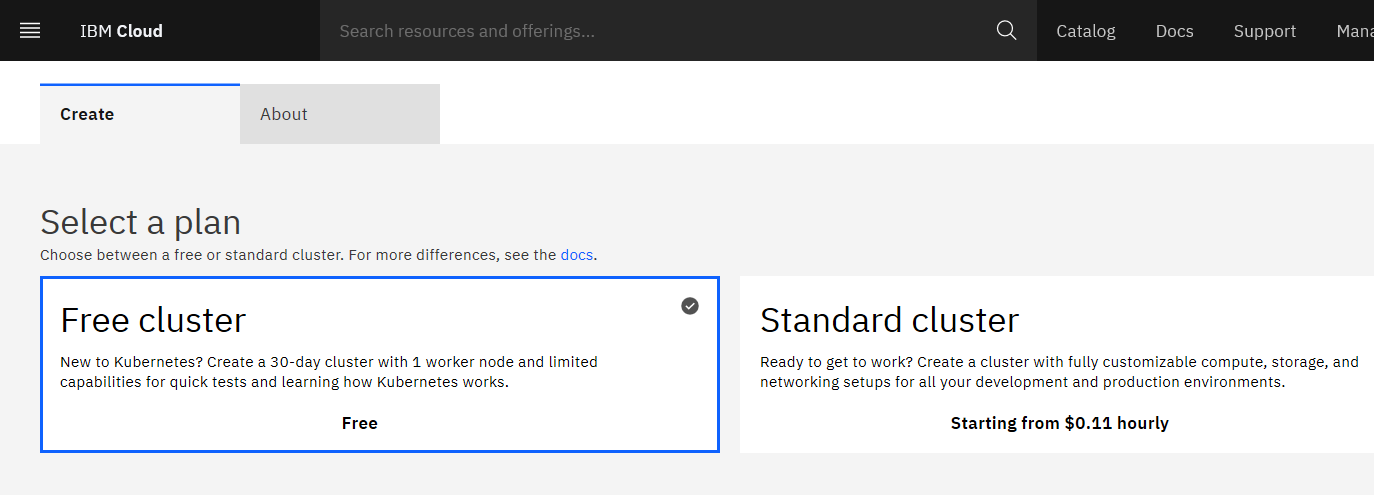 IBM Cloud
Search resources and offerings...
Catalog
Docs
Support
Mana
Create
About
Select a plan
Choose between a free or standard cluster. For more differences, see the docs.
Free cluster
New to Kubernetes? Create a 30-day cluster with 1 worker node and limited
capabilities for quick tests and learning how Kubernetes works.
Free
Standard cluster
Ready to get to work? Create a cluster with fully customizable compute, storage, and
networking setups for all your development and production environments.
Starting from $0.11 hourly